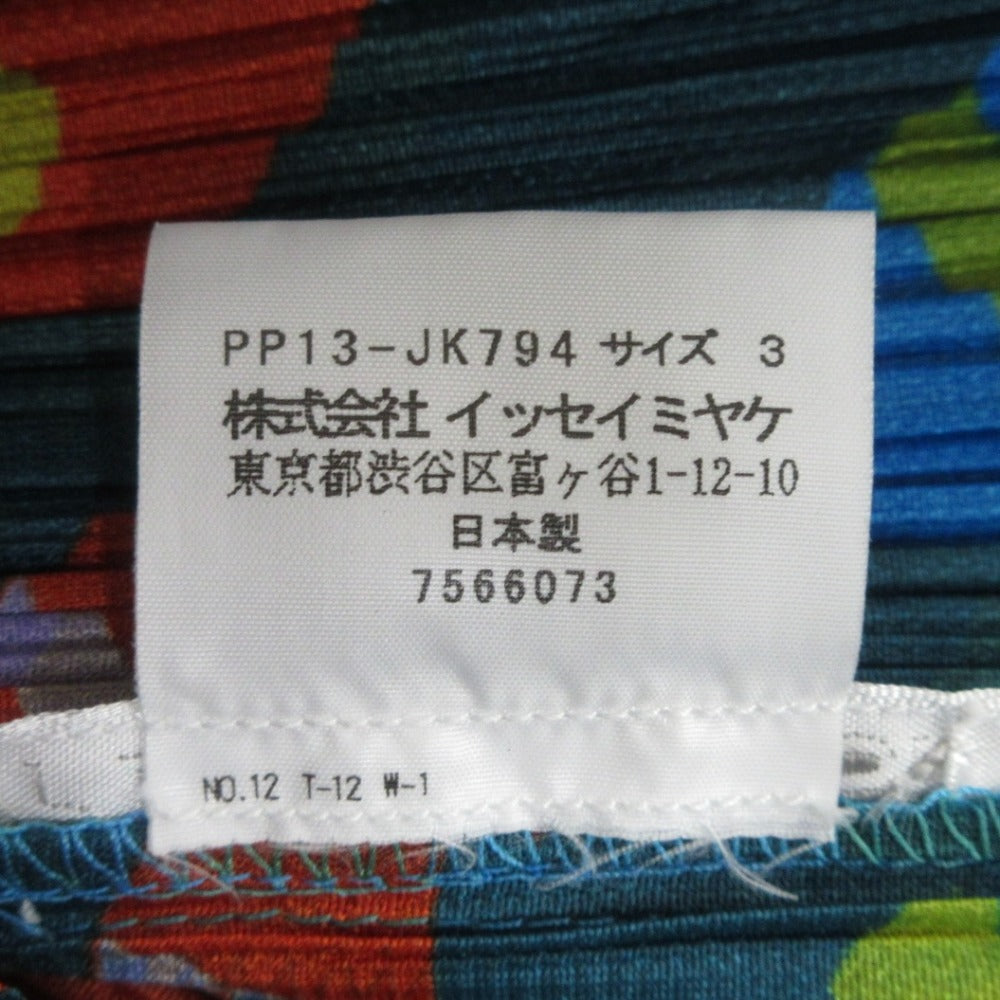 PP13-JK794 サイズ 3
株式会社 イッセイミヤケ
東京都渋谷区富ヶ谷1-12-10
日本製
7566073
NO.12 T-12 W-1